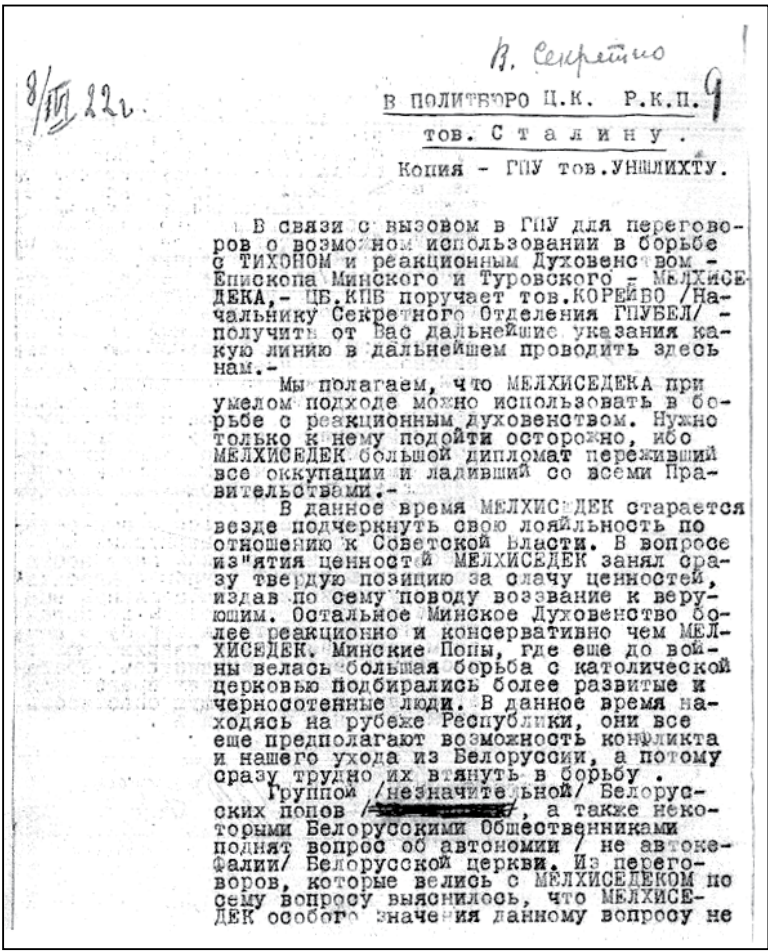 В. Секретно
8/III 22г.
9
В ПОЛИТБЮРО Ц.К. Р.К.П.
тов. С т а л и н у .
Копия - ГПУ тов.УНШЛИХТУ.
В связи с вызовом в ГПУ для перегово-
ров о возможном использовании в борьбе
с ТИХОНОМ и реакционным Духовенством -
Епископа Минского и Туровского - МЕЛХИСЕ-
ДЕКА,- ЦБ.КПБ поручает тов.КОРЕЙВО /На-
чальнику Секретного Отделения ГПУБЕЛ/ -
получить от Вас дальнейшие указания ка-
кую линию в дальнейшем проводить здесь
нам.-
Мы полагаем, что МЕЛХИСЕДЕКА при
умелом подходе можно использовать в бо-
рьбе с реакционным духовенством. Нужно
только к нему подойти осторожно, ибо
МЕЛХИСЕДЕК большой дипломат переживший
все оккупации и ладивший со всеми Пра-
вительствами.-
В данное время МЕЛХИСЕДЕК старается
везде подчеркнуть свою лояйльность по
отношению к Советской Власти. В вопросе
из"ятия ценностей МЕЛХИСЕДЕК занял сра-
зу твердую позицию за сдачу ценностей,
издав по сему поводу воззвание к веру-
юшим. Остальное Минское Духовенство бо-
лее реакционно и консервативно чем МЕЛ-
ХИСЕДЕК. Минские Попы, где еще до вой-
ны велась большая борьба с католической
церковью подбирались более развитые и
черносотенные люди. В данное время на-
ходясь на рубеже Республики, они все
еще предполагают возможность конфликта
и нашего ухода из Белоруссии, а потому
сразу трудно их втянуть в борьбу .
Группой /незначительной/ Белорус-
ских попов / /, а также неко-
торыми Белорусскими Общественниками
поднят вопрос об автономии / не автоке-
фалии/ Белорусской церкви. Из перего-
воров, которые велись с МЕЛХИСЕДЕКОМ по
сему вопросу выяснилось, что МЕЛХИСЕ-
ДЕК особого значения данному вопросу не